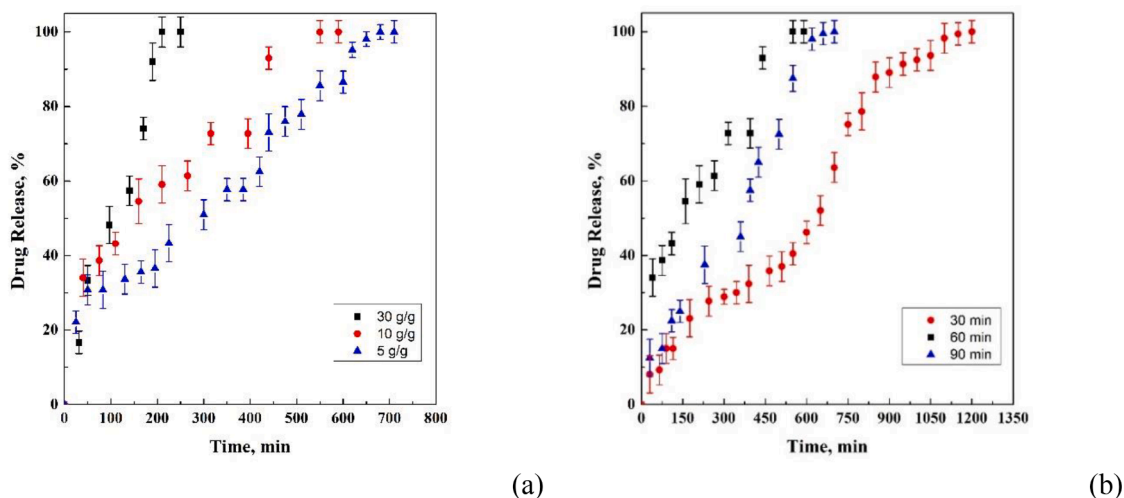 100
80
60
40
20
0
Drug Release, %
30 g/g
10 g/g
5 g/g
0 100 200 300 400 500 600 700 800
Time, min
(a)
100
80
60
40
20
0
Drug Release, %
30 min
60 min
90 min
0 150 300 450 600 750 900 1050 1200 1350
Time, min
(b)